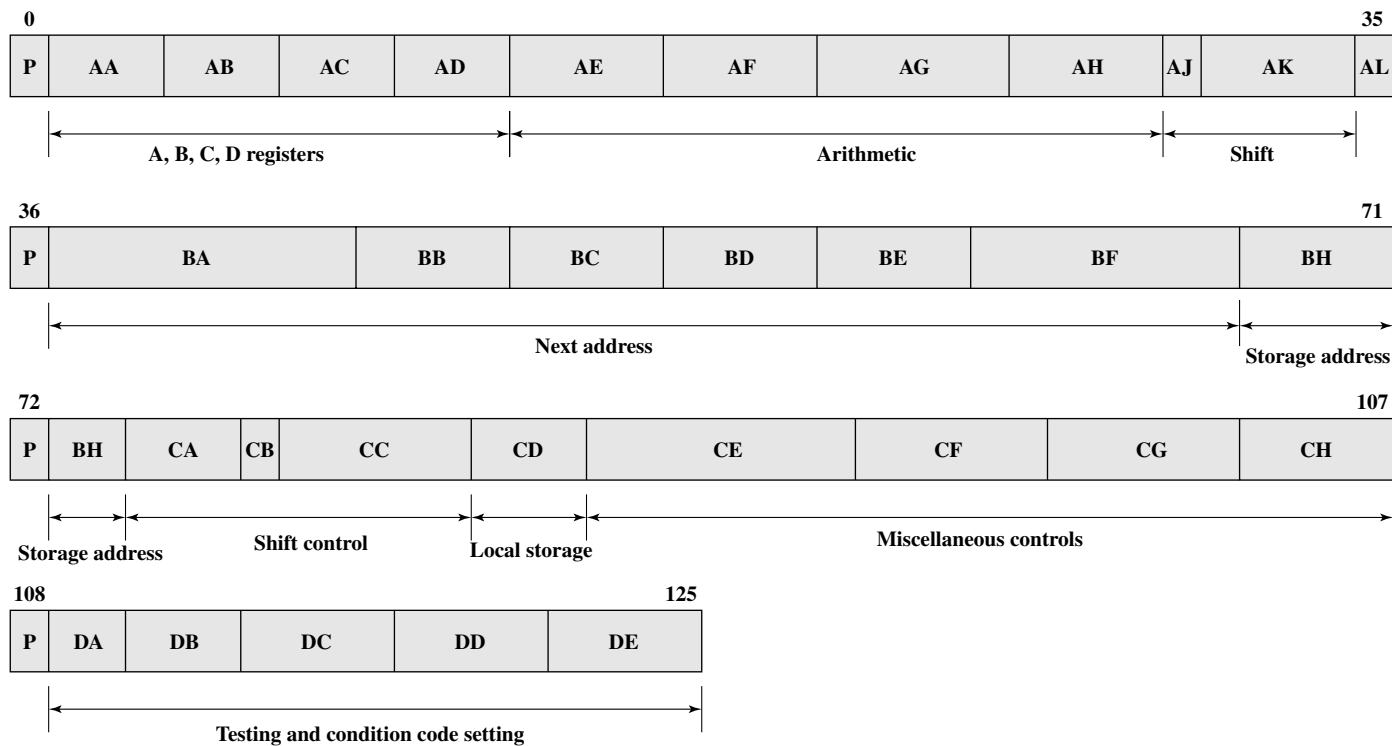 0 35
P AA AB AC AD AE AF AG AH AJ AK AL
A, B, C, D registers Arithmetic Shift
36 71
P BA BB BC BD BE BF BH
Next address Storage address
72 107
P BH CA CB CC CD CE CF CG CH
Storage address Shift control Local storage Miscellaneous controls
108 125
P DA DB DC DD DE
Testing and condition code setting